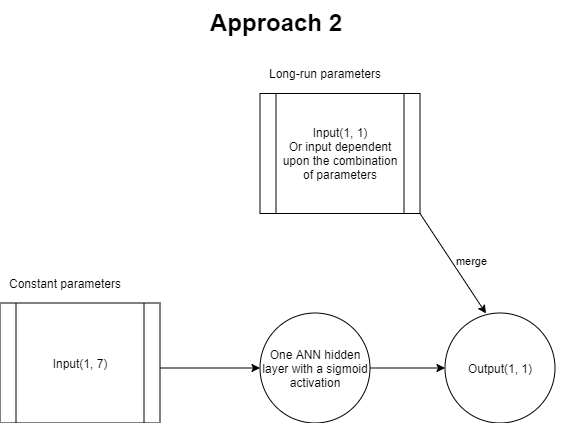 Approach 2
Long-run parameters
Input(1, 1)
Or input dependent
upon the combination
of parameters
merge
Constant parameters
Input(1, 7)
One ANN hidden
layer with a sigmoid
activation
Output(1, 1)